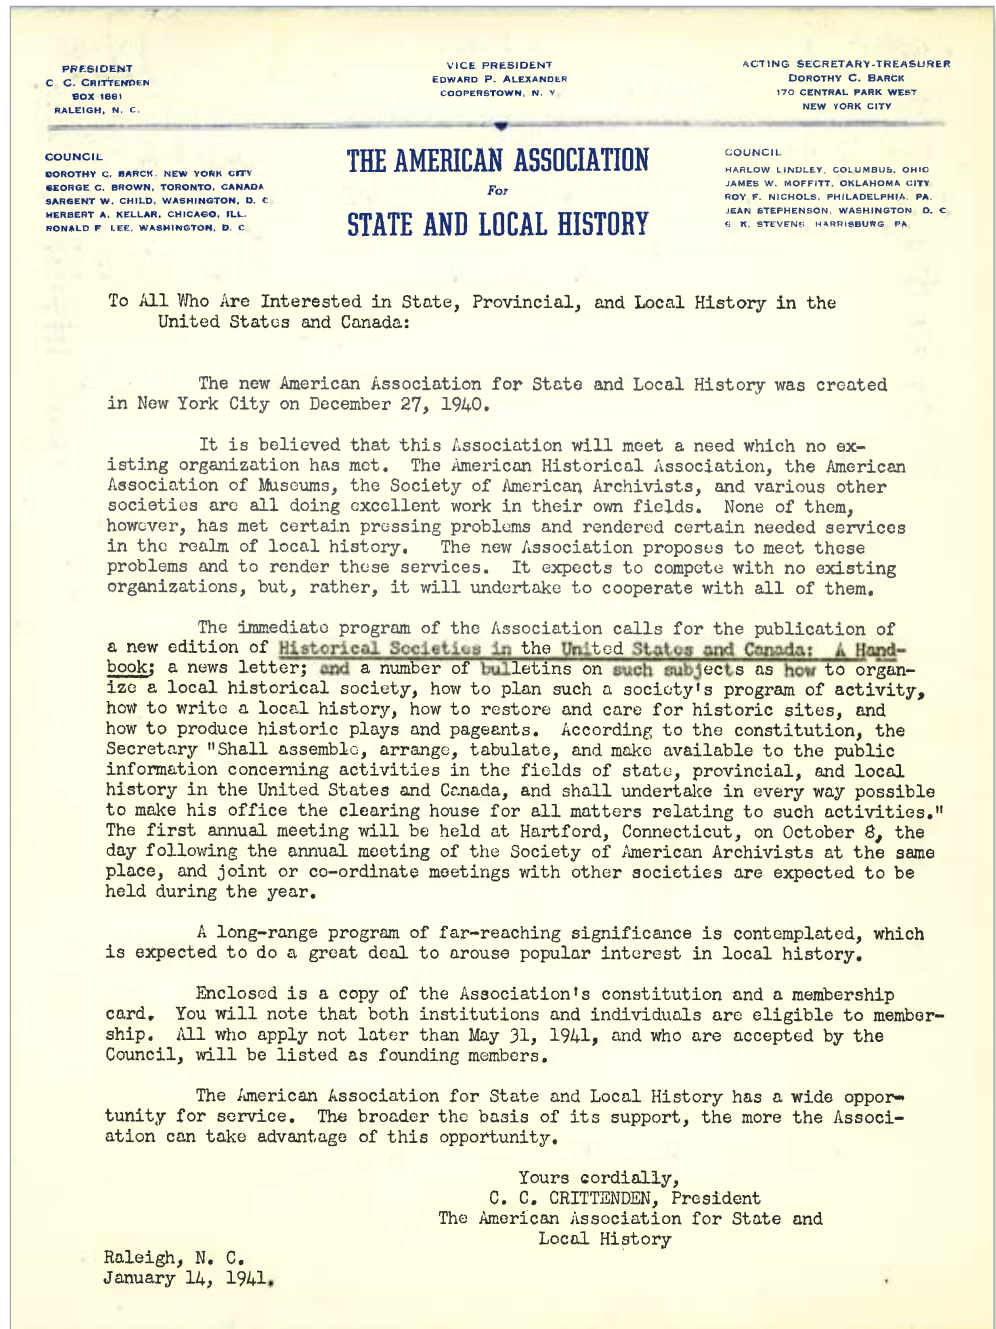 PRESIDENT
C. C. CRITTENDEN
BOX 1881
RALEIGH, N. C.
VICE PRESIDENT
EDWARD P. ALEXANDER
COOPERSTOWN, N. Y.
ACTING SECRETARY-TREASURER
DOROTHY C. BARCK
170 CENTRAL PARK WEST
NEW YORK CITY
COUNCIL
DOROTHY C. BARCK, NEW YORK CITY
GEORGE C. BROWN, TORONTO, CANADA
SARGENT W. CHILD, WASHINGTON, D. C.
HERBERT A. KELLAR, CHICAGO, ILL.
RONALD F. LEE, WASHINGTON, D. C.
THE AMERICAN ASSOCIATION
For
STATE AND LOCAL HISTORY
COUNCIL
HARLOW LINDLEY, COLUMBUS, OHIO
JAMES W. MOFFITT, OKLAHOMA CITY
ROY F. NICHOLS, PHILADELPHIA, PA.
JEAN STEPHENSON, WASHINGTON, D. C.
S. K. STEVENS, HARRISBURG, PA.
To All Who Are Interested in State, Provincial, and Local History in the
United States and Canada:
The new American Association for State and Local History was created
in New York City on December 27, 1940.
It is believed that this Association will meet a need which no ex-
isting organization has met. The American Historical Association, the American
Association of Museums, the Society of American Archivists, and various other
societies are all doing excellent work in their own fields. None of them,
however, has met certain pressing problems and rendered certain needed services
in the realm of local history. The new Association proposes to meet these
problems and to render these services. It expects to compete with no existing
organizations, but, rather, it will undertake to cooperate with all of them.
The immediate program of the Association calls for the publication of
a new edition of Historical Societies in the United States and Canada: A Hand-
book; a news letter; and a number of bulletins on such subjects as how to organ-
ize a local historical society, how to plan such a society's program of activity,
how to write a local history, how to restore and care for historic sites, and
how to produce historic plays and pageants. According to the constitution, the
Secretary "Shall assemble, arrange, tabulate, and make available to the public
information concerning activities in the fields of state, provincial, and local
history in the United States and Canada, and shall undertake in every way possible
to make his office the clearing house for all matters relating to such activities."
The first annual meeting will be held at Hartford, Connecticut, on October 8, the
day following the annual meeting of the Society of American Archivists at the same
place, and joint or co-ordinate meetings with other societies are expected to be
held during the year.
A long-range program of far-reaching significance is contemplated, which
is expected to do a great deal to arouse popular interest in local history.
Enclosed is a copy of the Association's constitution and a membership
card. You will note that both institutions and individuals are eligible to member-
ship. All who apply not later than May 31, 1941, and who are accepted by the
Council, will be listed as founding members.
The American Association for State and Local History has a wide oppor-
tunity for service. The broader the basis of its support, the more the Associ-
ation can take advantage of this opportunity.
Yours cordially,
C. C. CRITTENDEN, President
The American Association for State and
Local History
Raleigh, N. C.
January 14, 1941.